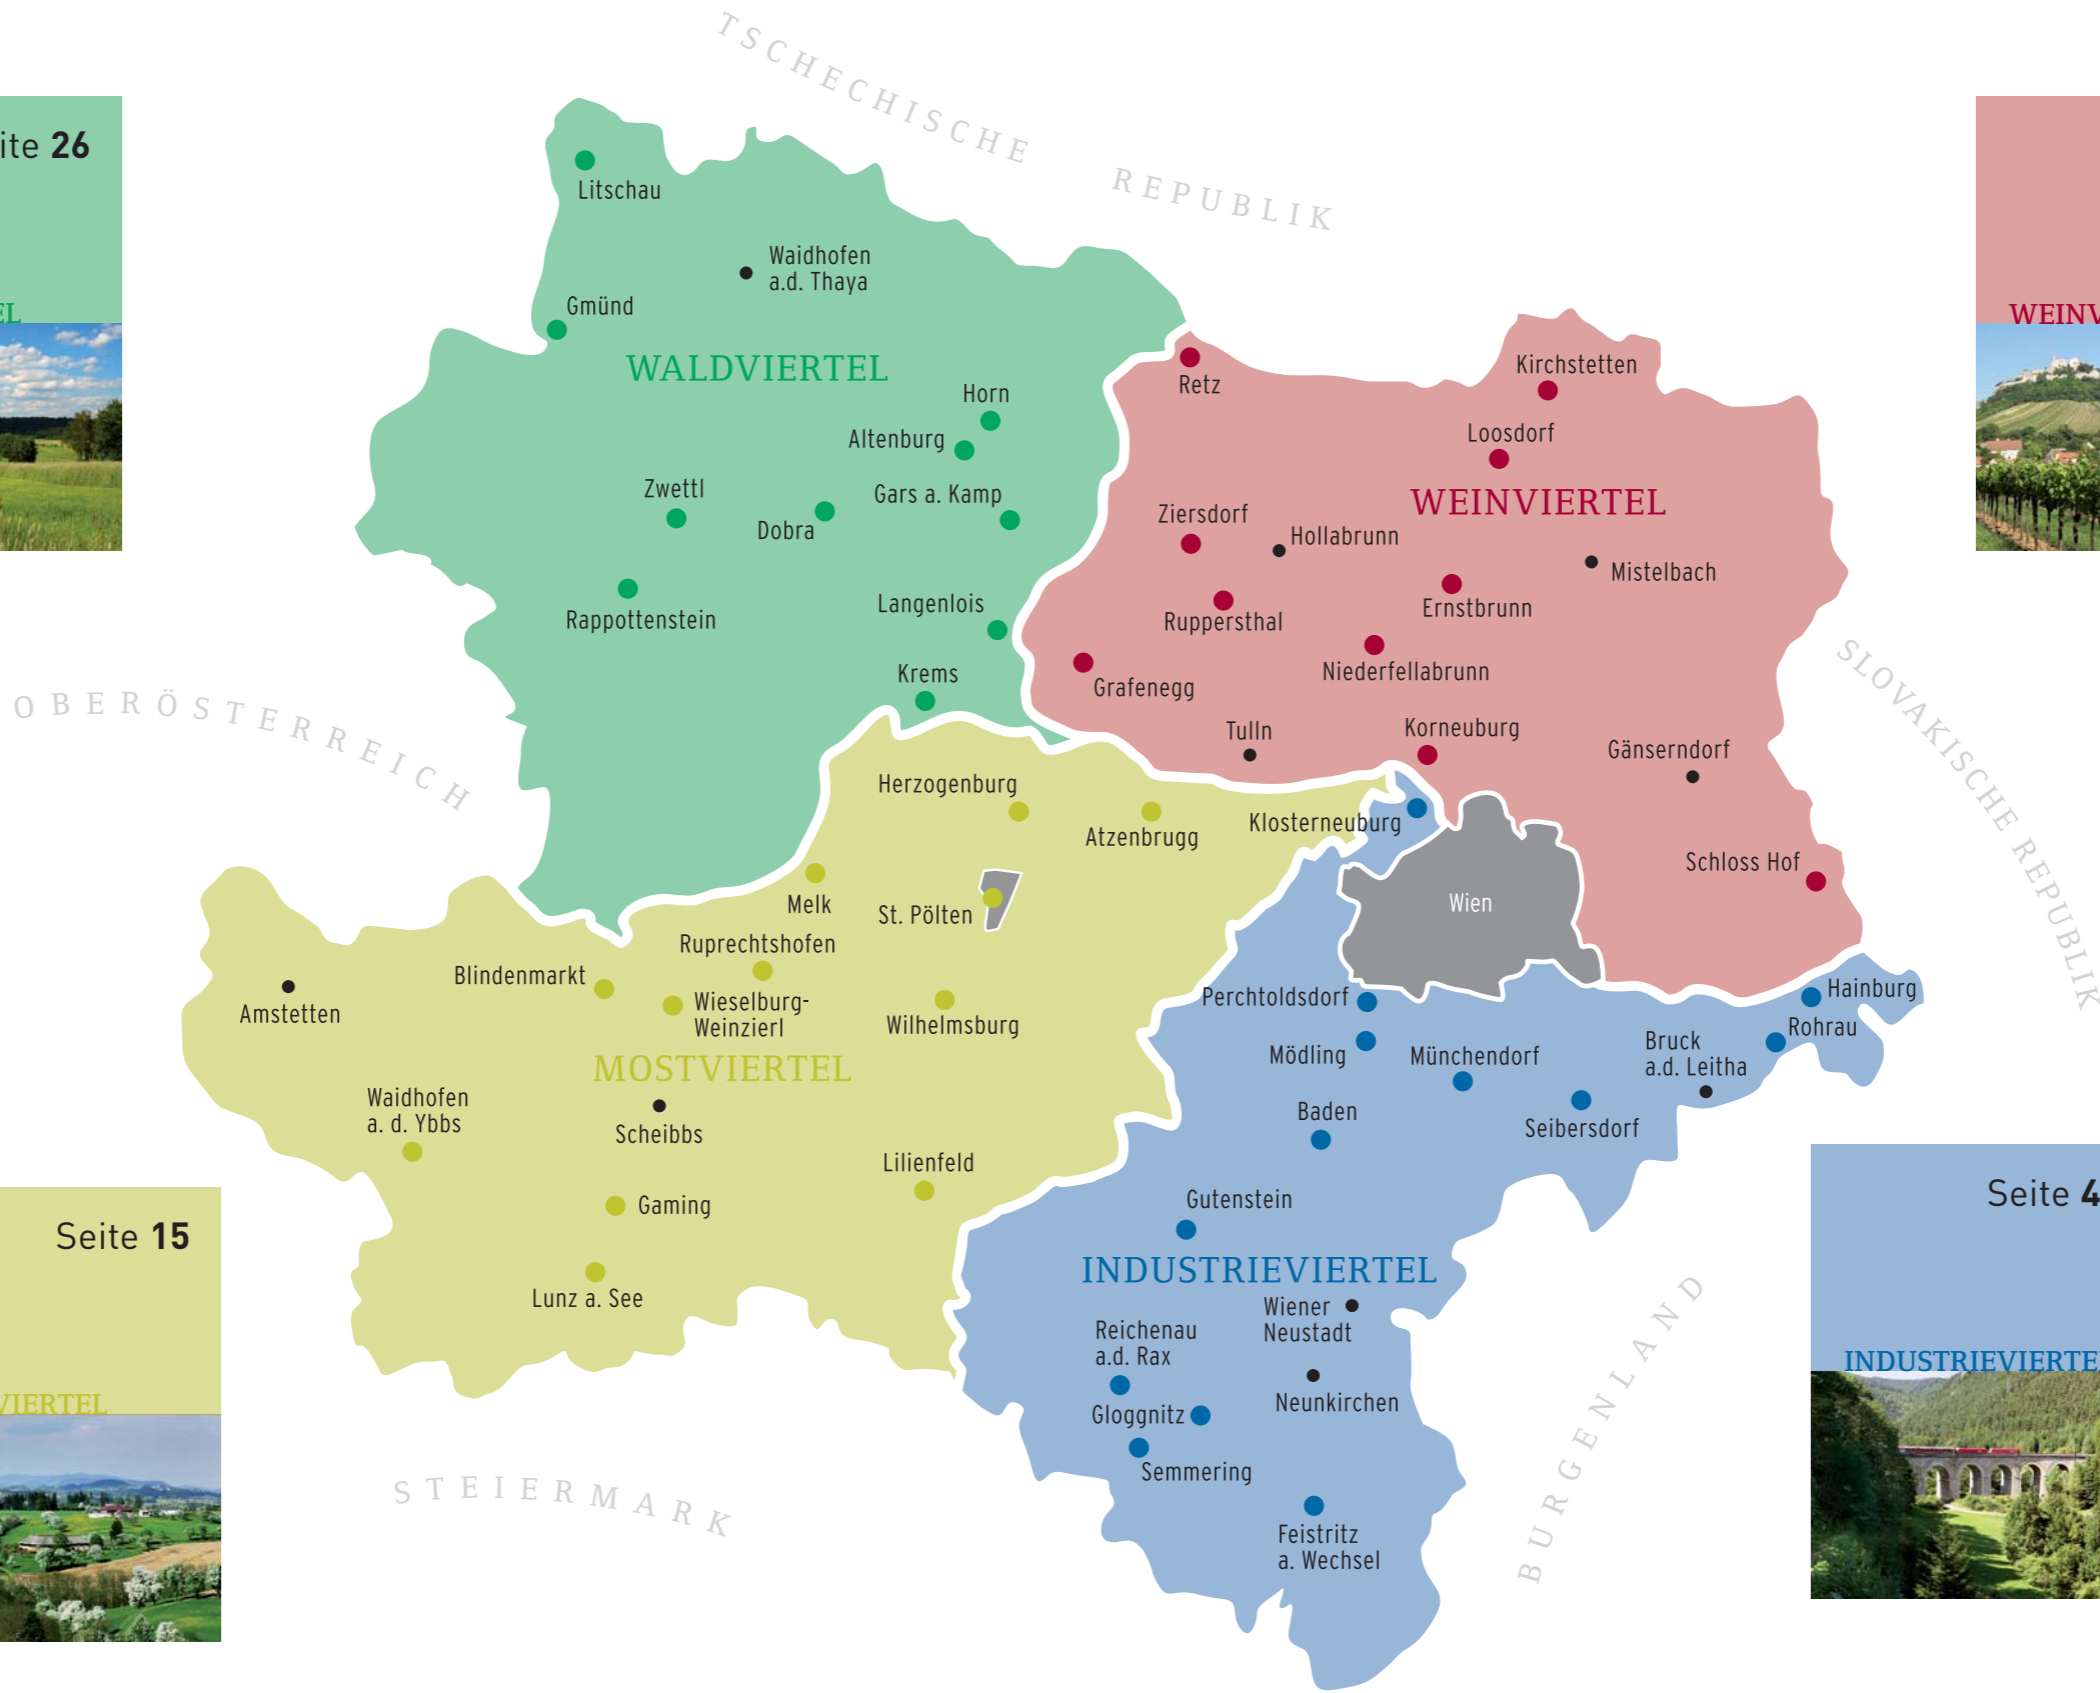 TSCHECHISCHE REPUBLIK
ite 26
Litschau
Waidhofen
a.d. Thaya
Gmünd
EL
WEINV
WALDVIERTEL
Kirchstetten
Retz
Horn
Loosdorf
Altenburg
Zwettl
Gars a. Kamp
WEINVIERTEL
Ziersdorf
Dobra
Hollabrunn
Mistelbach
Langenlois
Ernstbrunn
Rappottenstein
Ruppersthal
SLOVAKISCHE REPUBLIK
Krems
Niederfellabrunn
Grafenegg
OBERÖSTERREICH
Tulln
Korneuburg
Gänserndorf
Herzogenburg
Klosterneuburg
Atzenbrugg
Schloss Hof
Melk
Wien
St. Pölten
Ruprechtshofen
Blindenmarkt
Hainburg
Perchtoldsdorf
Wieselburg-
Weinzierl
Amstetten
Wilhelmsburg
Rohrau
Bruck
a.d. Leitha
Mödling
Münchendorf
MOSTVIERTEL
Waidhofen
a. d. Ybbs
Baden
Seibersdorf
Scheibbs
Lilienfeld
Seite 4
Gaming
Gutenstein
Seite 15
INDUSTRIEVIERTEL
Lunz a. See
Wiener
Neustadt
BURGENLAND
Reichenau
a.d. Rax
INDUSTRIEVIERTE
VIERTEL
Neunkirchen
Gloggnitz
Semmering
STEIERMARK
Feistritz
a. Wechsel